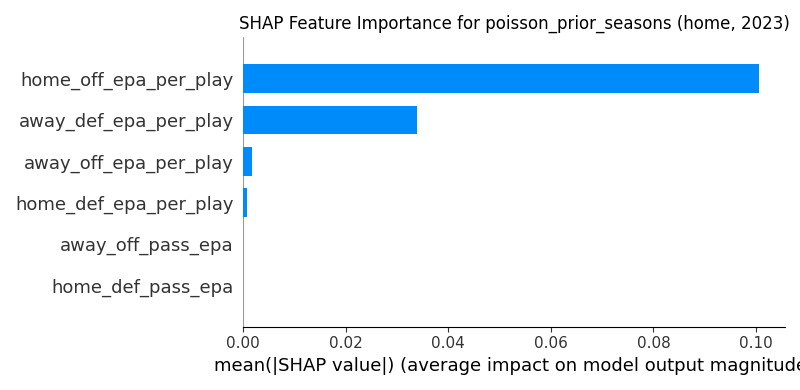 SHAP Feature Importance for poisson_prior_seasons (home, 2023)
home_off_epa_per_play
away_def_epa_per_play
away_off_epa_per_play
home_def_epa_per_play
away_off_pass_epa
home_def_pass_epa
0.00 0.02 0.04 0.06 0.08 0.10
mean(|SHAP value|) (average impact on model output magnitude